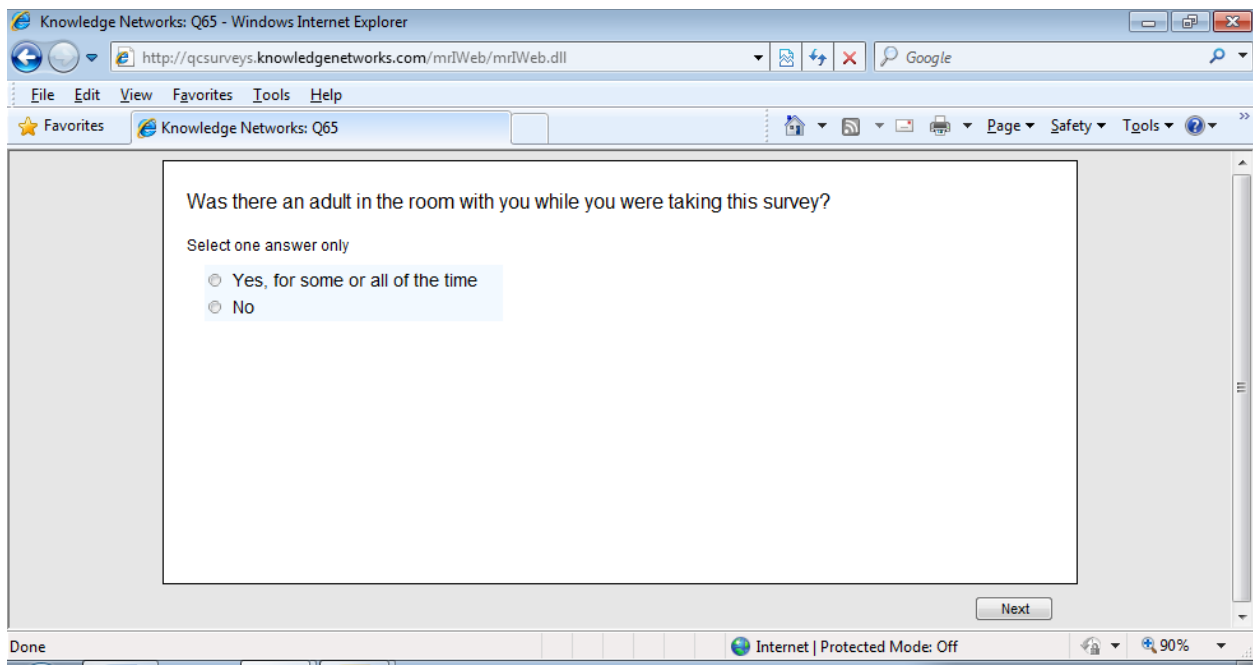 Knowledge Networks: Q65 - Windows Internet Explorer
http://qcsurveys.knowledgenetworks.com/mrIWeb/mrIWeb.dll
Google
File Edit View Favorites Tools Help
Favorites
Knowledge Networks: Q65
Page Safety Tools
Was there an adult in the room with you while you were taking this survey?
Select one answer only
Yes, for some or all of the time
No
Next
Done
Internet | Protected Mode: Off
90%